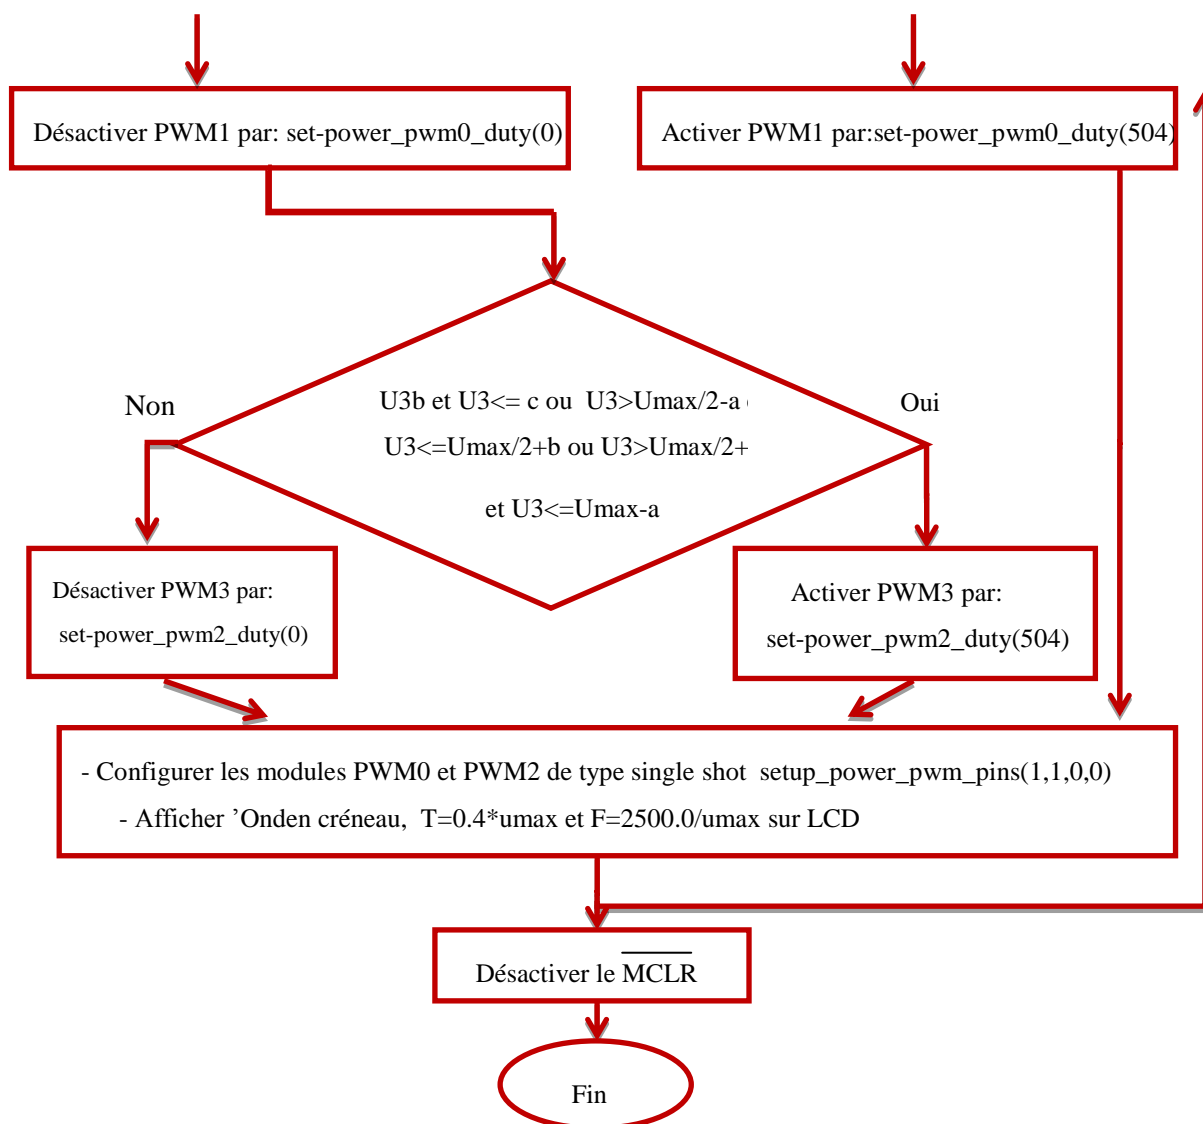 Désactiver PWM1 par: set-power_pwm0_duty(0)
Activer PWM1 par:set-power_pwm0_duty(504)
Non
Oui
U3b et U3<= c ou U3>Umax/2-a
U3<=Umax/2+b ou U3>Umax/2+
et U3<=Umax-a
Désactiver PWM3 par:
set-power_pwm2_duty(0)
Activer PWM3 par:
set-power_pwm2_duty(504)
- Configurer les modules PWM0 et PWM2 de type single shot setup_power_pwm_pins(1,1,0,0)
- Afficher ’Onden créneau, T=0.4*umax et F=2500.0/umax sur LCD
Désactiver le M̅C̅L̅R̅
Fin